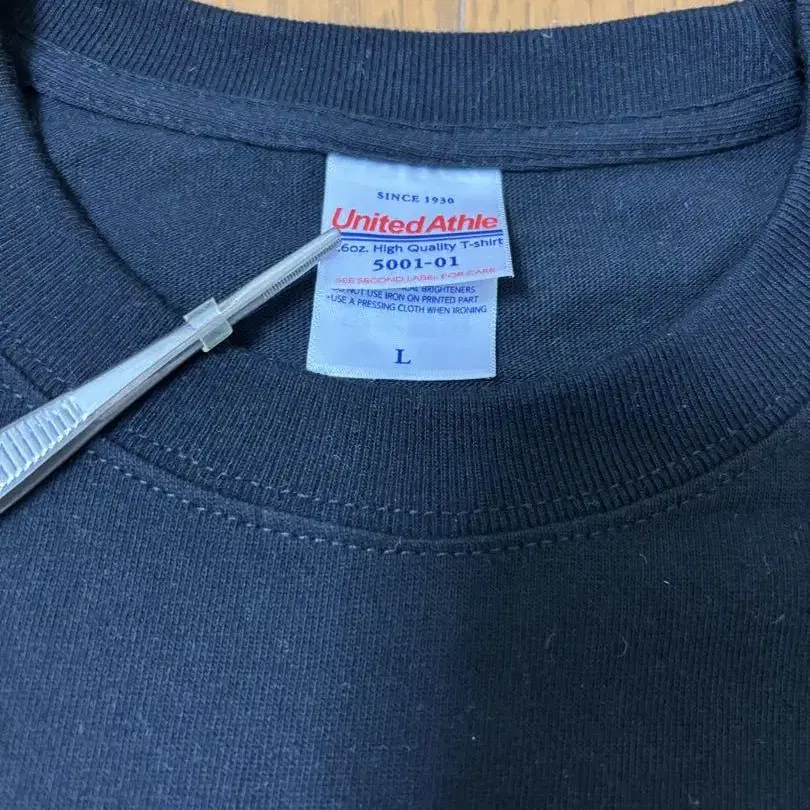 SINCE 1930
United Athle
.6oz. High Quality T-shirt
5001-01
SEE SECOND LABEL FOR CARE
BRIGHTENERS
DO NOT USE IRON ON PRINTED PART
•USE A PRESSING CLOTH WHEN IRONING
L